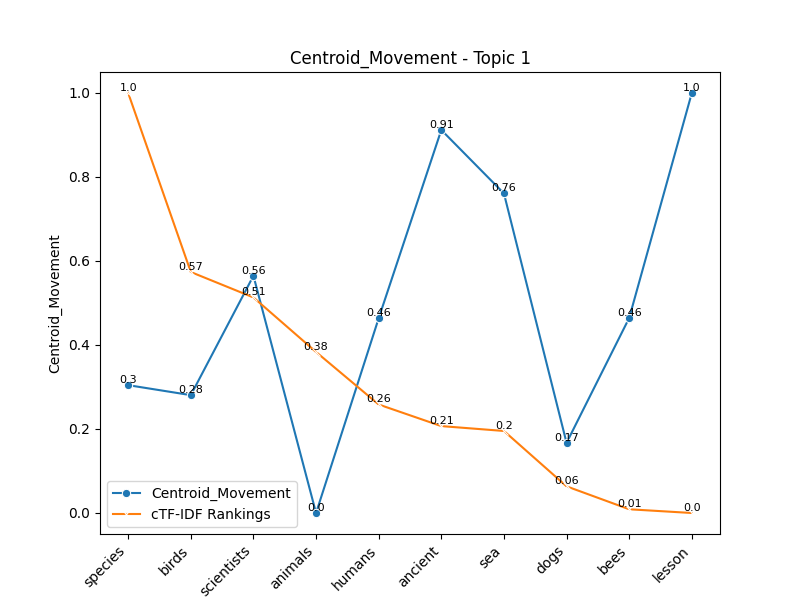 Centroid_Movement - Topic 1
Centroid_Movement
1.0
0.8
0.6
0.4
0.2
0.0
1.0
0.57
0.51
0.38
0.26
0.21
0.2
0.06
0.01
0.0
0.3
0.28
0.56
0.0
0.46
0.91
0.76
0.17
0.46
1.0
Centroid_Movement
cTF-IDF Rankings
species
birds
scientists
animals
humans
ancient
sea
dogs
bees
lesson